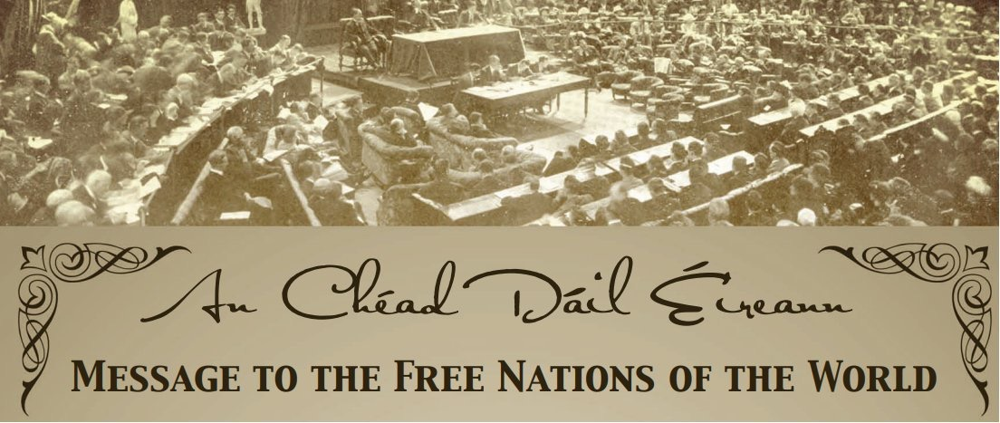 An Chéad Dáil Éireann
Message to the Free Nations of the World